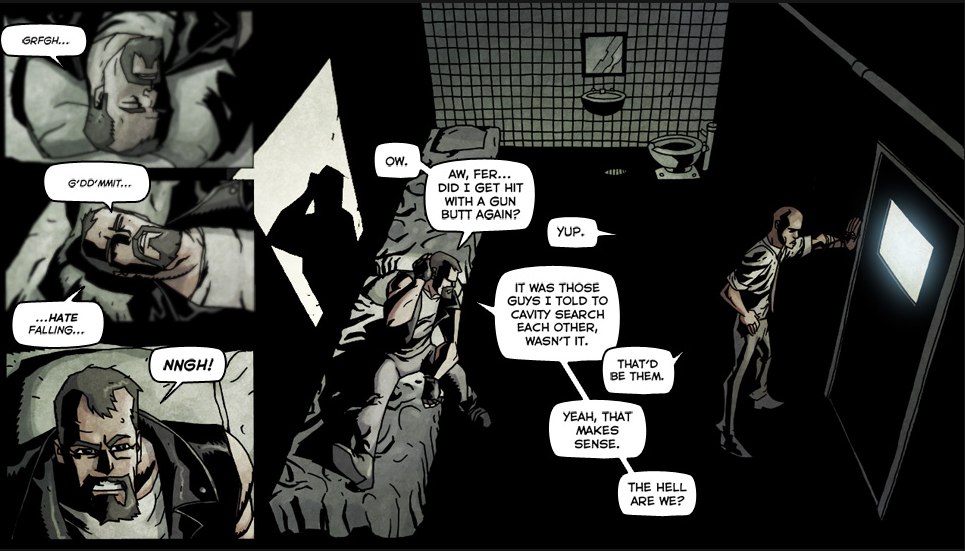 GRFGH...
G'DD'MMIT...
...HATE
FALLING...
NNGH!
OW.
AW, FER...
DID I GET HIT
WITH A GUN
BUTT AGAIN?
YUP.
IT WAS THOSE
GUYS I TOLD TO
CAVITY SEARCH
EACH OTHER,
WASN'T IT.
THAT'D
BE THEM.
YEAH, THAT
MAKES
SENSE.
THE HELL
ARE WE?